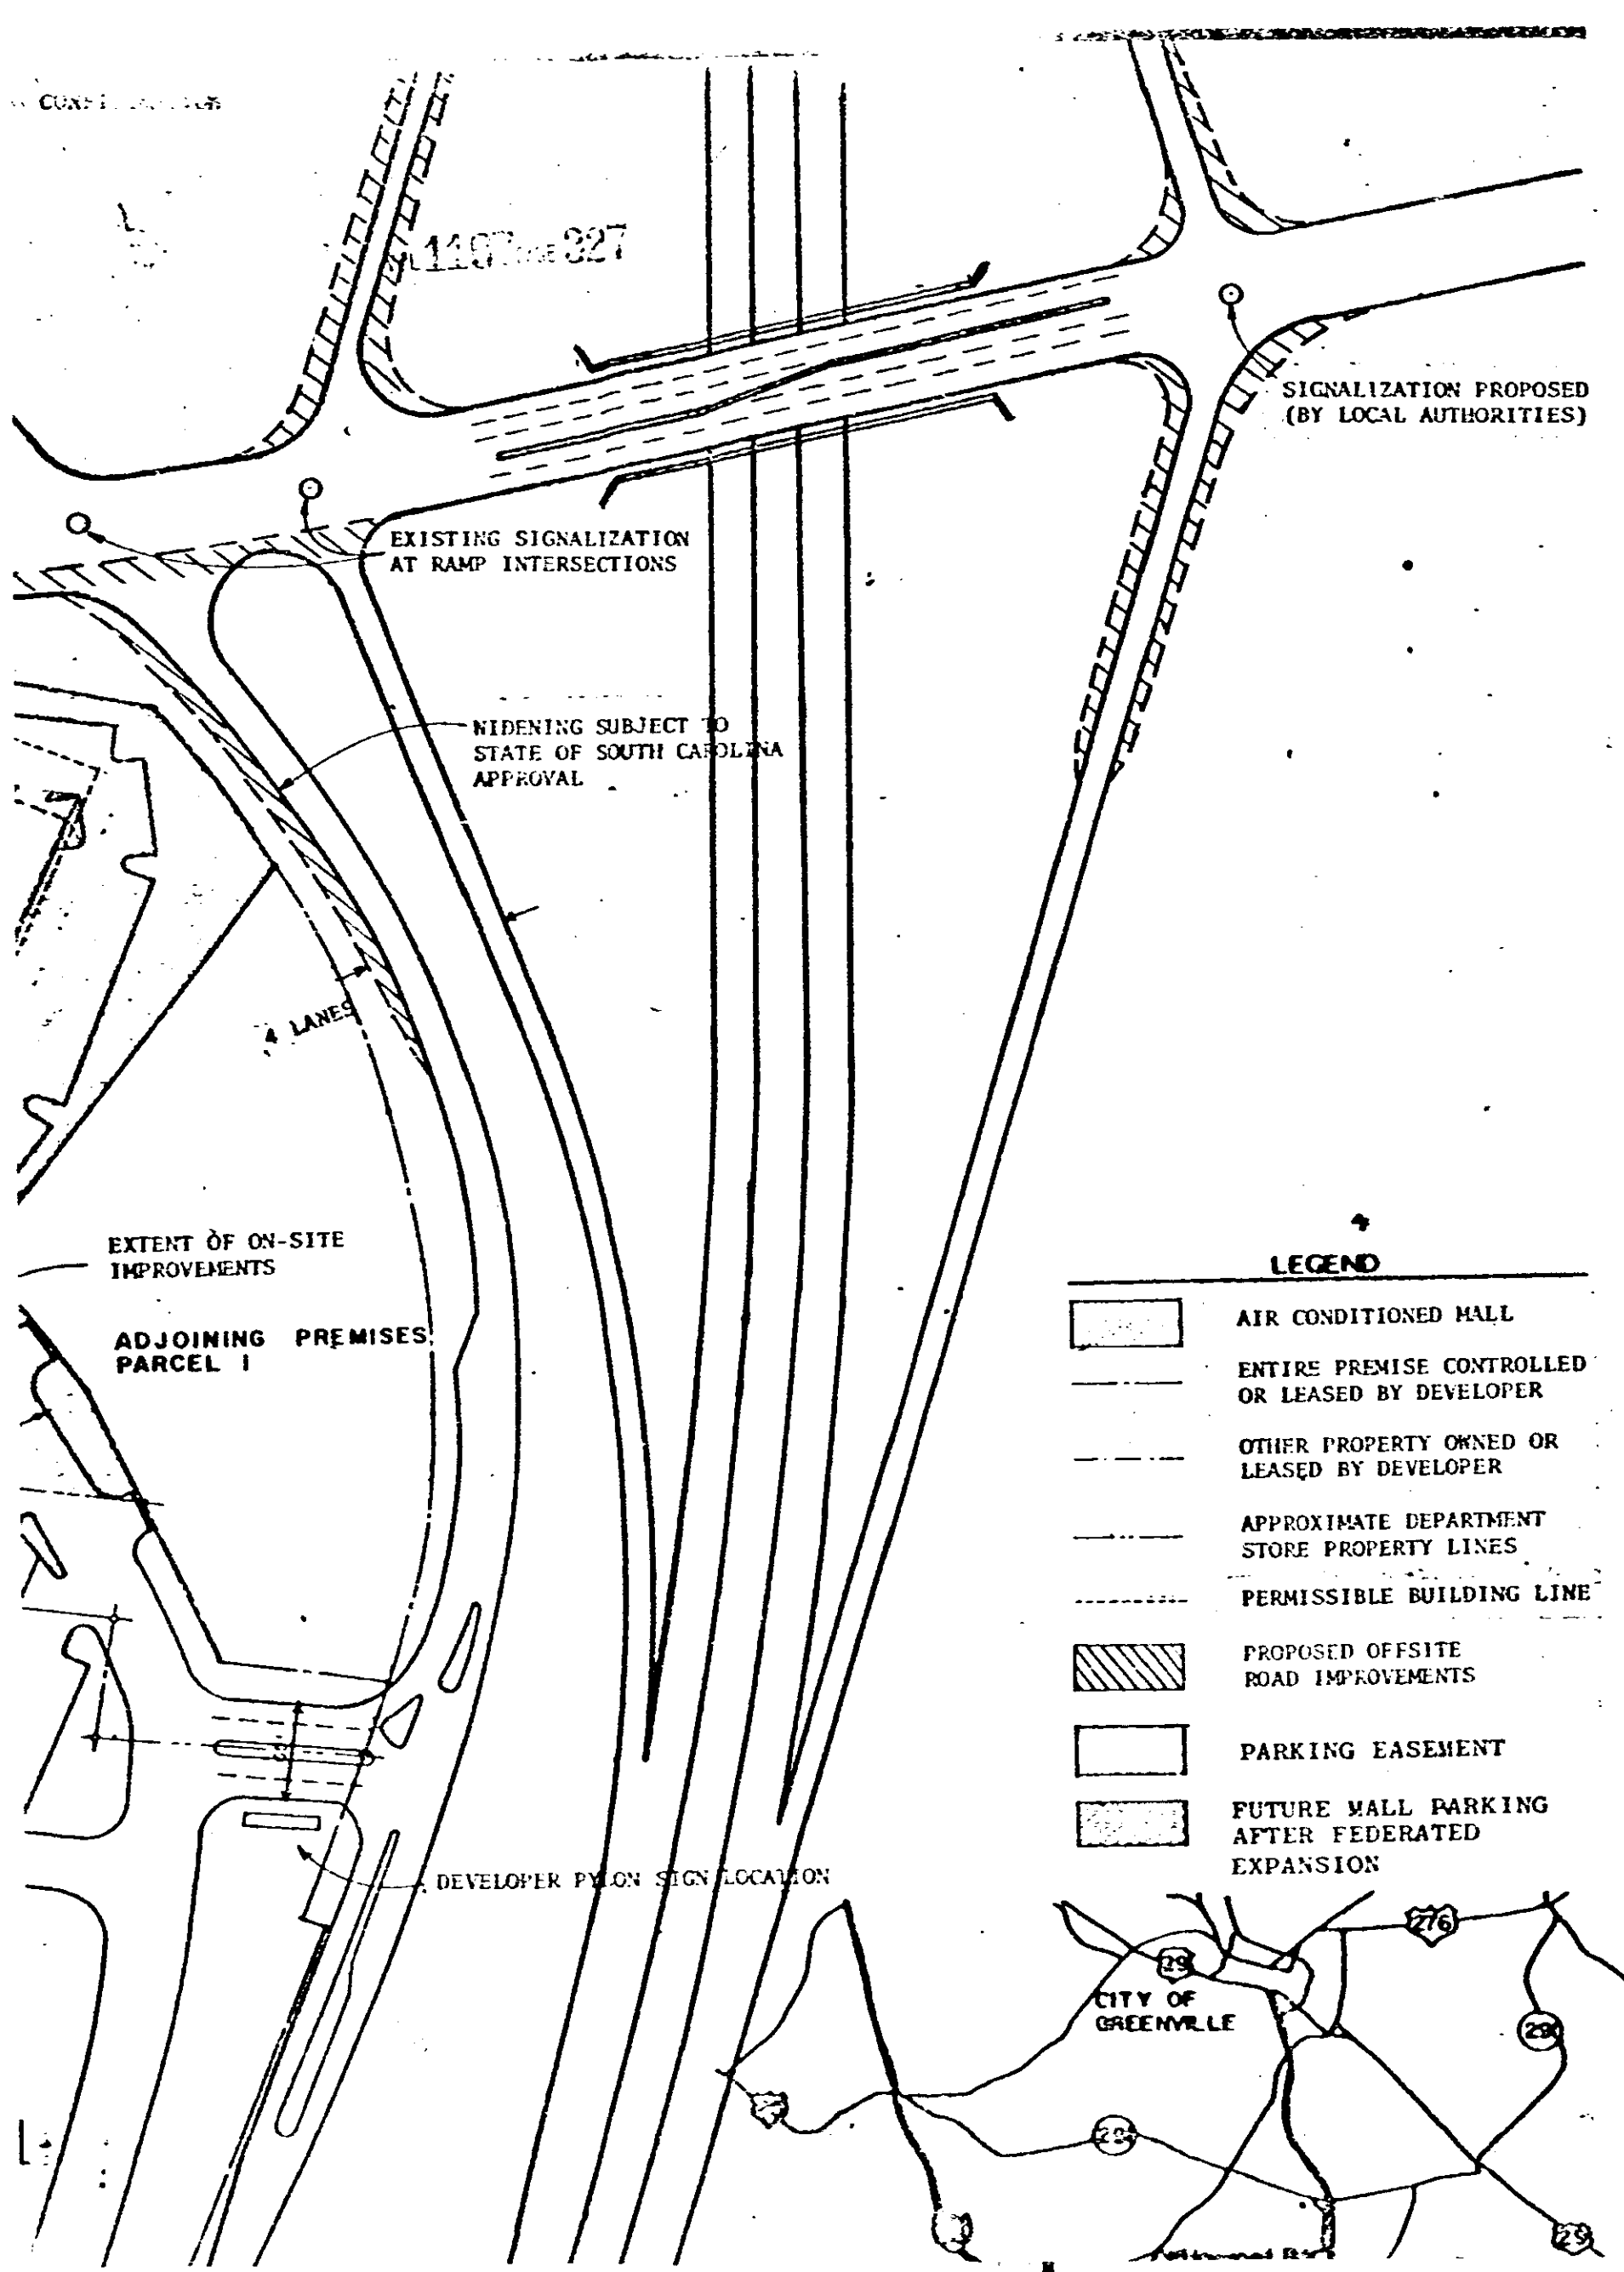 327
SIGNALIZATION PROPOSED
(BY LOCAL AUTHORITIES)
EXISTING SIGNALIZATION
AT RAMP INTERSECTIONS
WIDENING SUBJECT TO
STATE OF SOUTH CAROLINA
APPROVAL
4 LANES
EXTENT OF ON-SITE
IMPROVEMENTS
ADJOINING PREMISES
PARCEL 1
LEGEND
AIR CONDITIONED MALL
ENTIRE PREMISE CONTROLLED
OR LEASED BY DEVELOPER
OTHER PROPERTY OWNED OR
LEASED BY DEVELOPER
APPROXIMATE DEPARTMENT
STORE PROPERTY LINES
PERMISSIBLE BUILDING LINE
PROPOSED OFFSITE
ROAD IMPROVEMENTS
PARKING EASEMENT
FUTURE MALL PARKING
AFTER FEDERATED
EXPANSION
DEVELOPER PYLON SIGN LOCATION
276
29
CITY OF
GREENVILLE
29